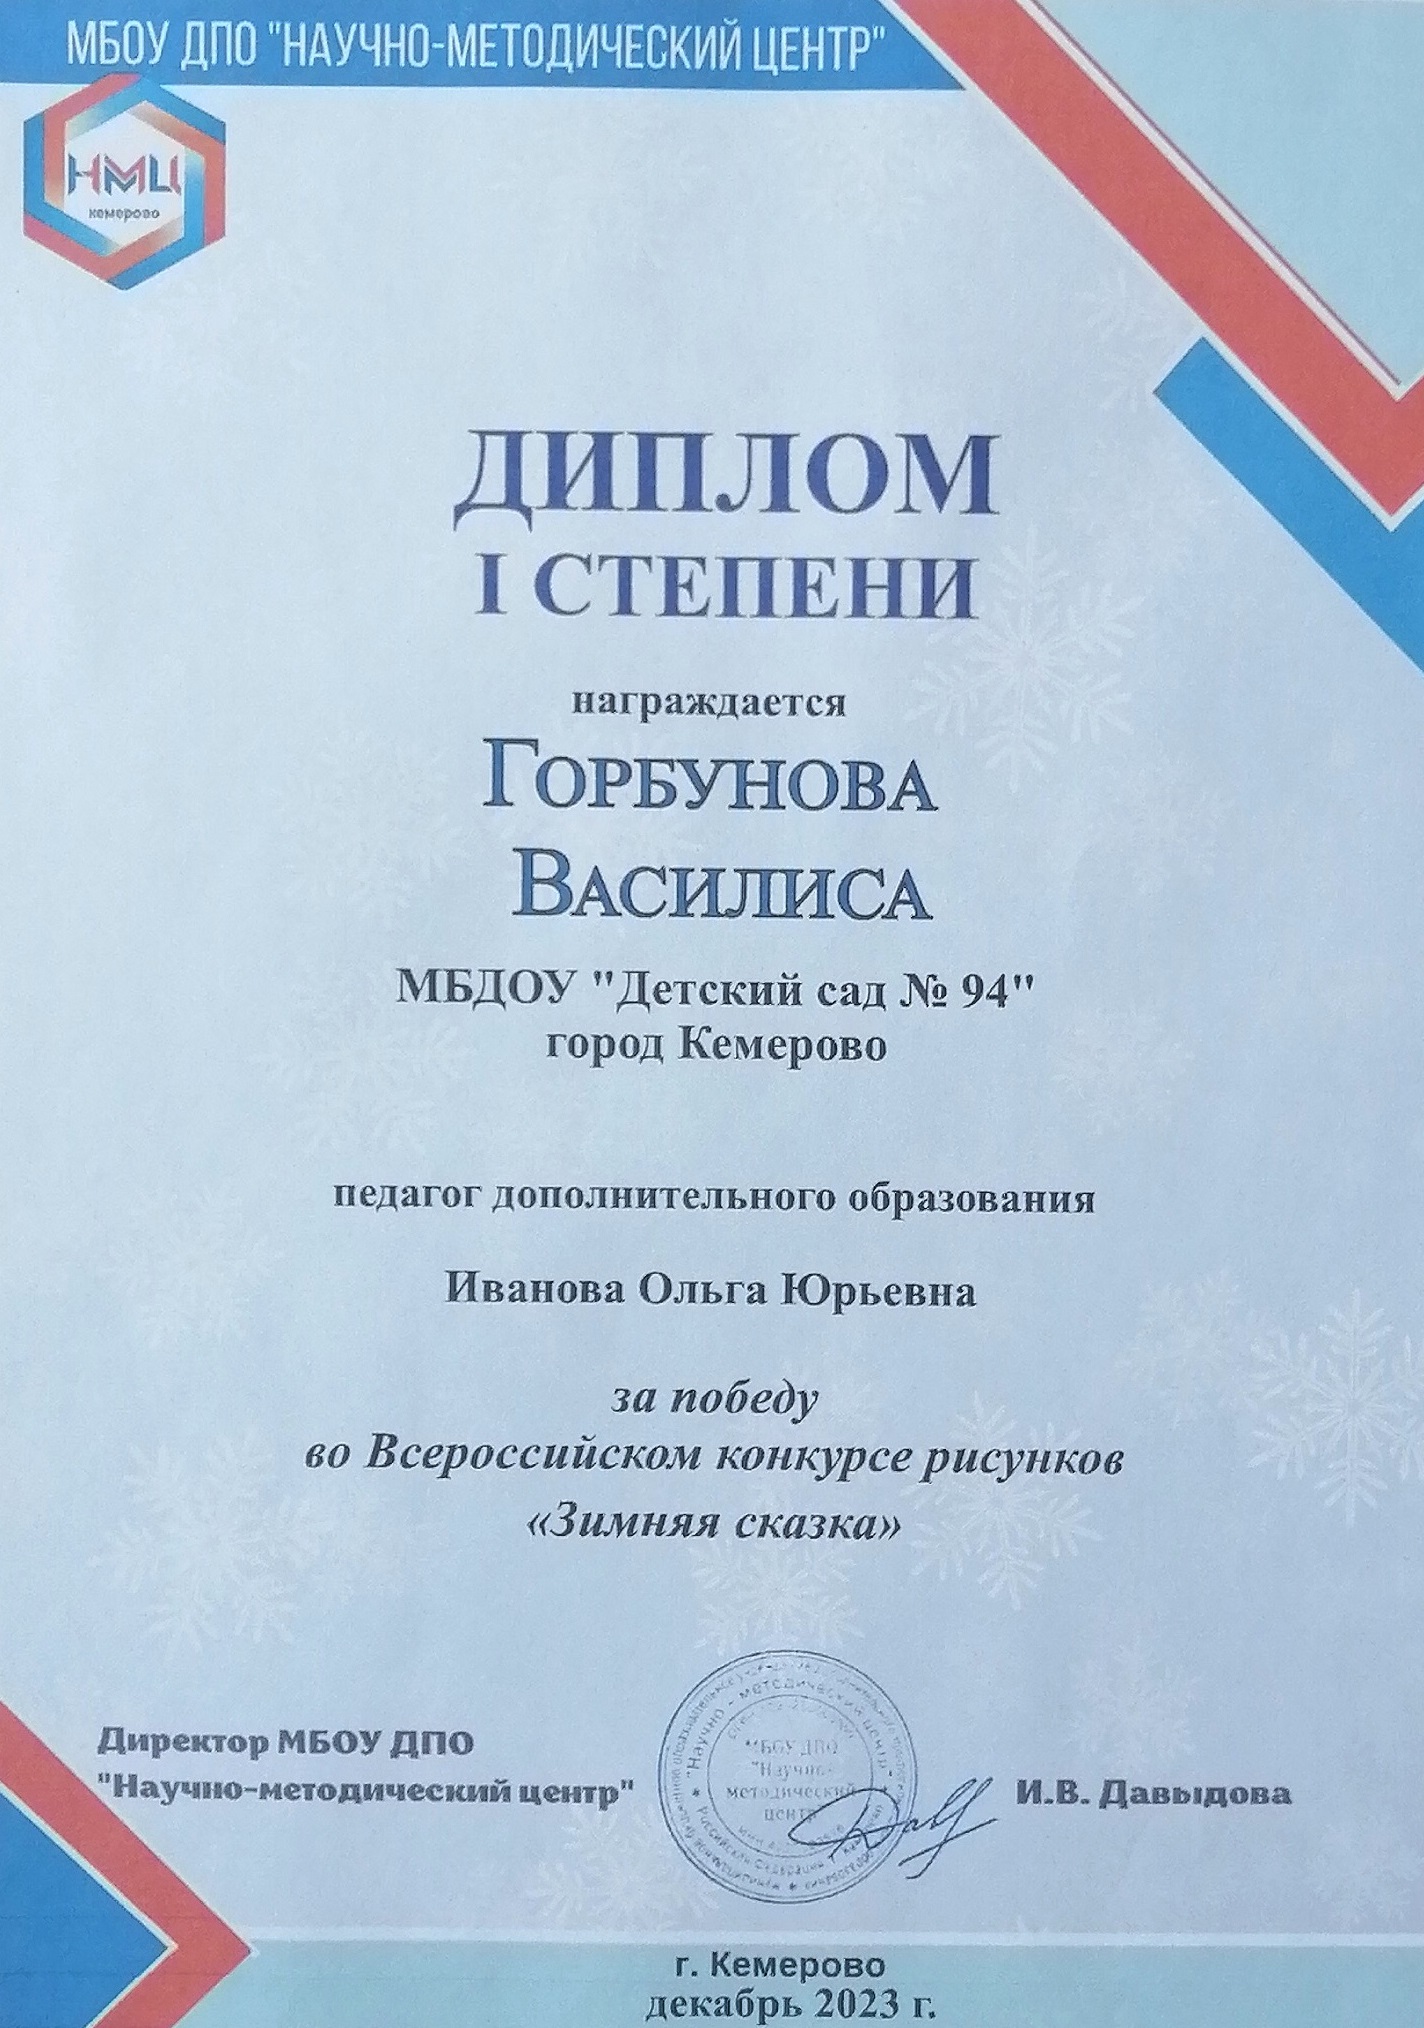 МБОУ ДПО "НАУЧНО-МЕТОДИЧЕСКИЙ ЦЕНТР"
НМЦ
кемерово
ДИПЛОМ
I СТЕПЕНИ
награждается
ГОРБУНОВА
ВАСИЛИСА
МБДОУ "Детский сад № 94"
город Кемерово
педагог дополнительного образования
Иванова Ольга Юрьевна
за победу
во Всероссийском конкурсе рисунков
«Зимняя сказка»
Директор МБОУ ДПО
"Научно-методический центр"
МБОУ ДПО
"Научно-
методический
центр"
И.В. Давыдова
г. Кемерово
декабрь 2023 г.